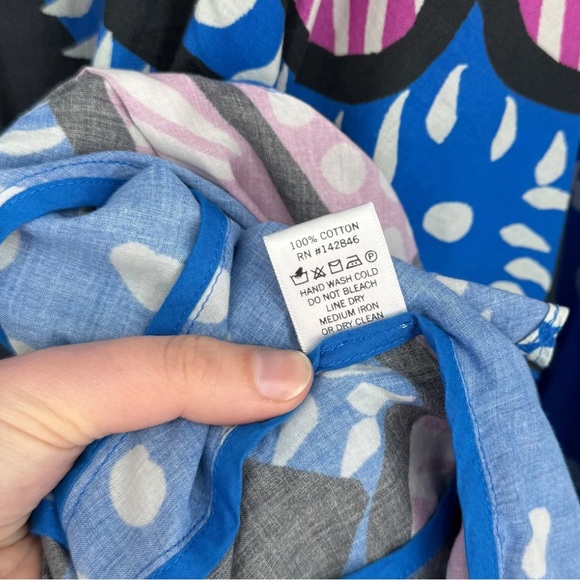 100% COTTON
RN #142846
HAND WASH COLD
DO NOT BLEACH
LINE DRY
MEDIUM IRON
OR DRY CLEAN